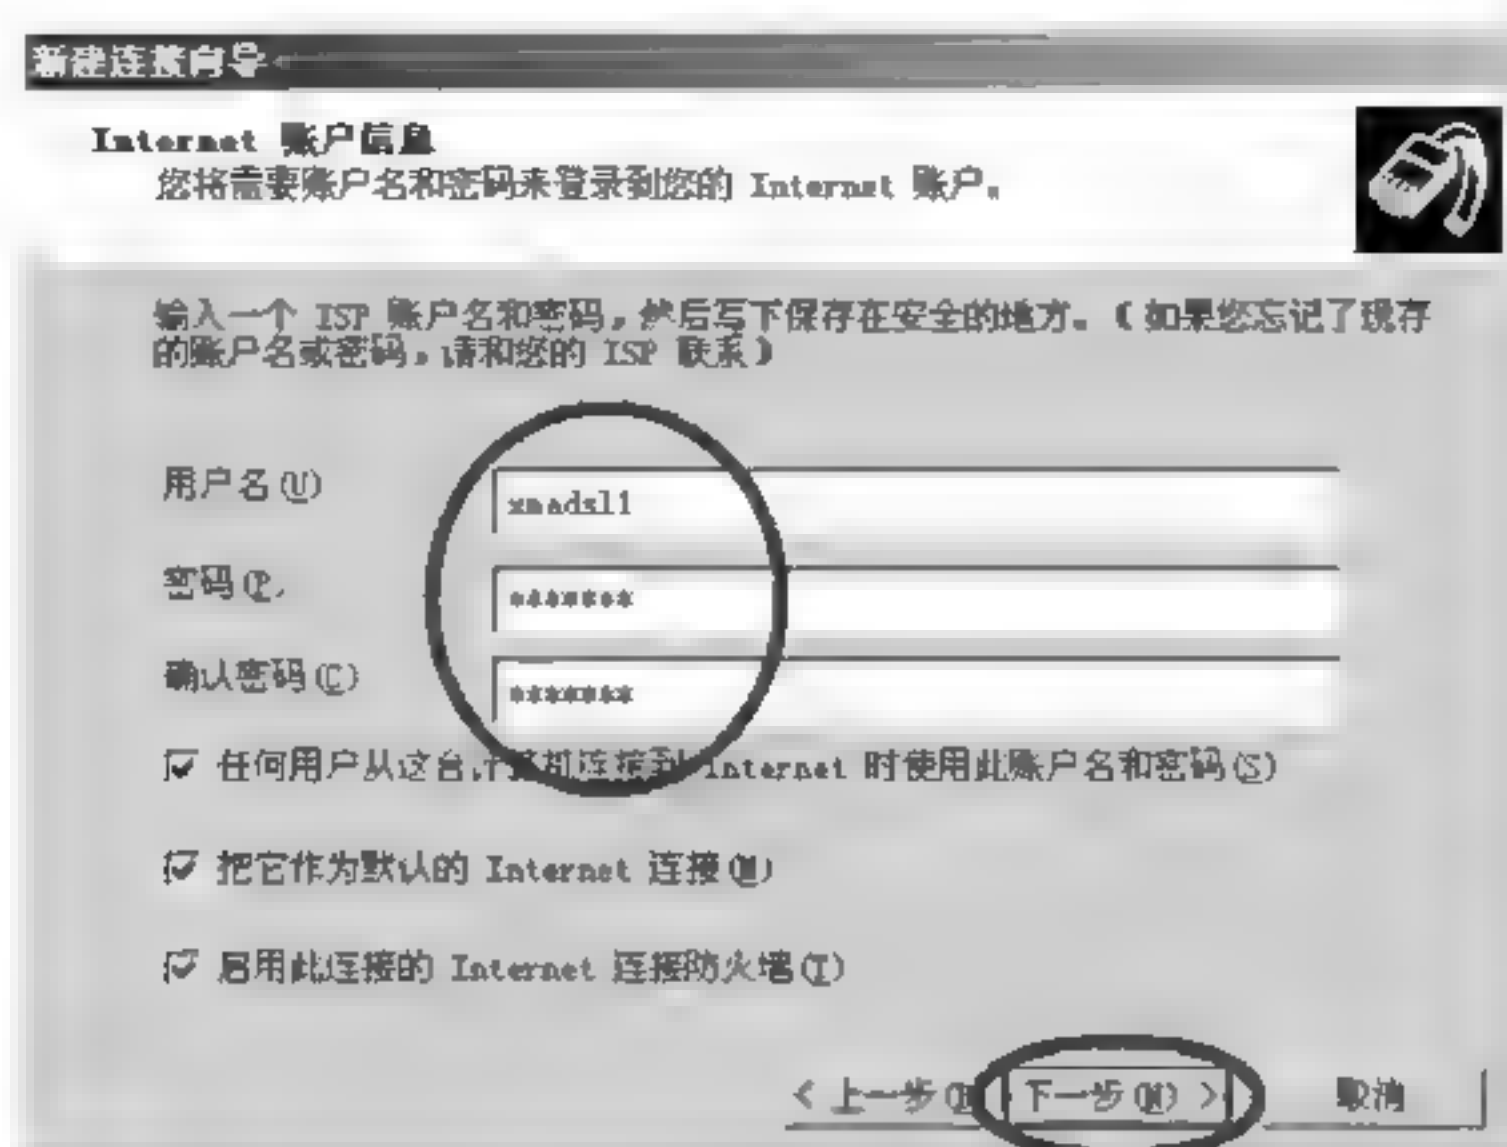 新建连接向导
Internet 账户信息
您将需要账户名和密码来登录到您的 Internet 账户。
输入一个 ISP 账户名和密码，然后写下保存在安全的地方。（如果您忘记了现存
的账户名或密码，请和您的 ISP 联系）
用户名(U)
xmadsl1
密码(P)
*******
确认密码(C)
*******
任何用户从这台计算机连接到 Internet 时使用此账户名和密码(S)
把它作为默认的 Internet 连接(M)
启用此连接的 Internet 连接防火墙(T)
< 上一步(B) 下一步(N) > 取消